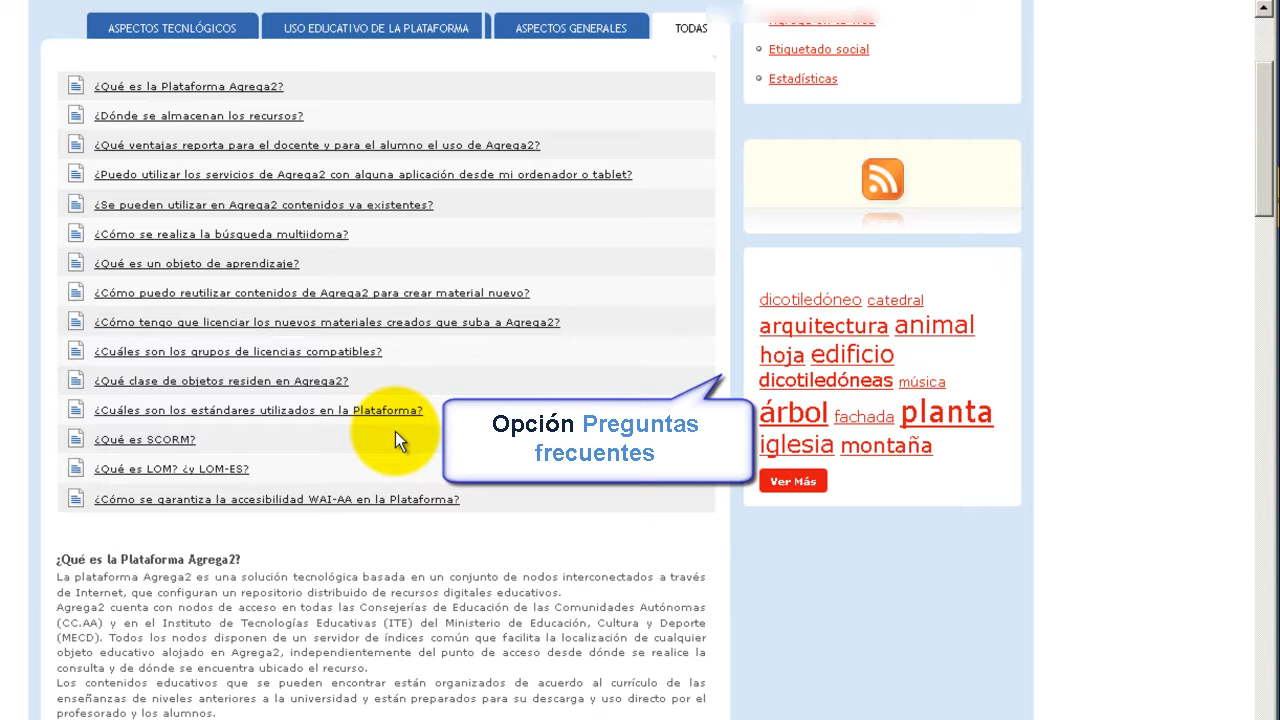 ASPECTOS TECNLÓGICOS
USO EDUCATIVO DE LA PLATAFORMA
ASPECTOS GENERALES
TODAS
¿Qué es la Plataforma Agrega2?
¿Dónde se almacenan los recursos?
¿Qué ventajas reporta para el docente y para el alumno el uso de Agrega2?
¿Puedo utilizar los servicios de Agrega2 con alguna aplicación desde mi ordenador o tablet?
¿Se pueden utilizar en Agrega2 contenidos ya existentes?
¿Cómo se realiza la búsqueda multiidoma?
¿Qué es un objeto de aprendizaje?
¿Cómo puedo reutilizar contenidos de Agrega2 para crear material nuevo?
¿Cómo tengo que licenciar los nuevos materiales creados que suba a Agrega2?
¿Cuáles son los grupos de licencias compatibles?
¿Qué clase de objetos residen en Agrega2?
¿Cuáles son los estándares utilizados en la Plataforma?
¿Qué es SCORM?
¿Qué es LOM? ¿y LOM-ES?
¿Cómo se garantiza la accesibilidad WAI-AA en la Plataforma?
¿Qué es la Plataforma Agrega2?
La plataforma Agrega2 es una solución tecnológica basada en un conjunto de nodos interconectados a través
de Internet, que configuran un repositorio distribuido de recursos digitales educativos.
Agrega2 cuenta con nodos de acceso en todas las Consejerías de Educación de las Comunidades Autónomas
(CC.AA) y en el Instituto de Tecnologías Educativas (ITE) del Ministerio de Educación, Cultura y Deporte
(MECD). Todos los nodos disponen de un servidor de índices común que facilita la localización de cualquier
objeto educativo alojado en Agrega2, independientemente del punto de acceso desde dónde se realice la
consulta y de dónde se encuentra ubicado el recurso.
Los contenidos educativos que se pueden encontrar están organizados de acuerdo al currículo de las
enseñanzas de niveles anteriores a la universidad y están preparados para su descarga y uso directo por el
profesorado y los alumnos.
Opción Preguntas
frecuentes
Etiquetado social
Estadísticas
dicotiledóneo catedral
arquitectura animal
hoja edificio
dicotiledóneas música
árbol fachada planta
iglesia montaña
Ver Más